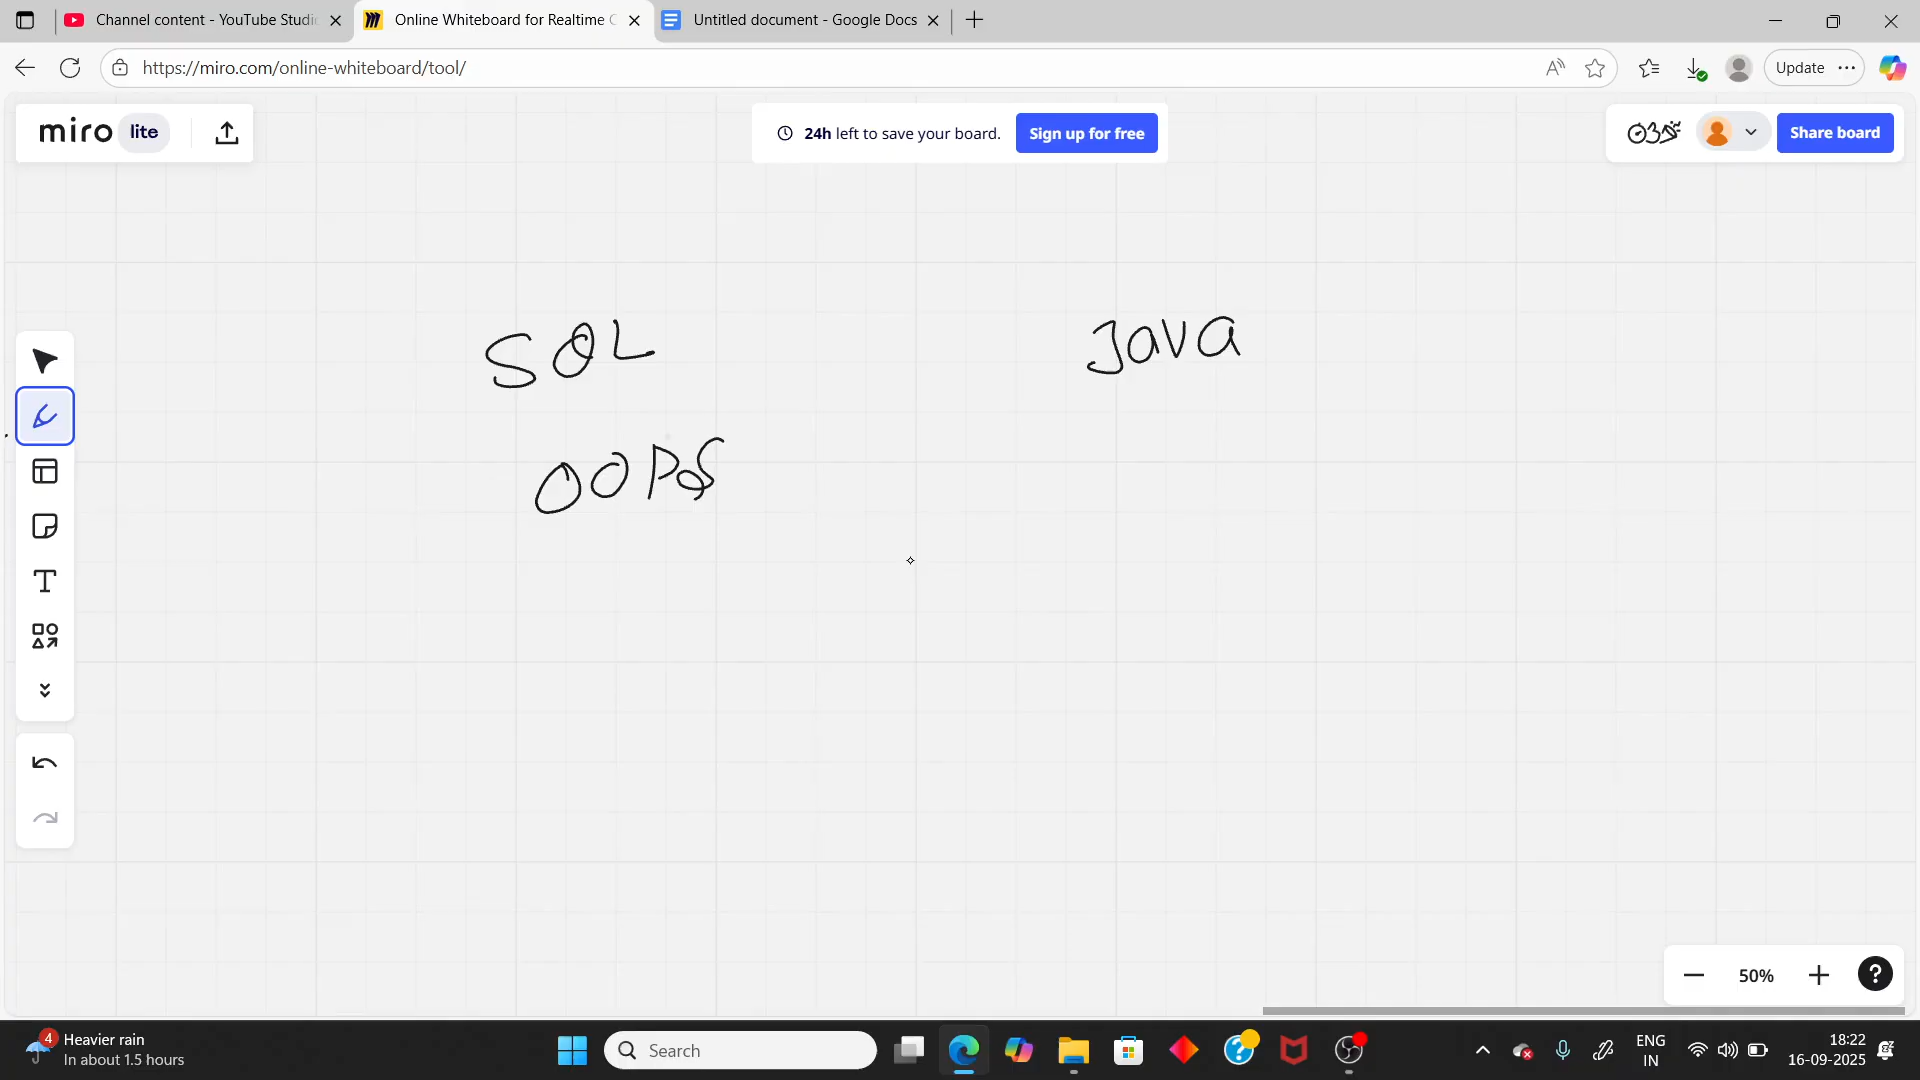 Channel content - YouTube Studi
Online Whiteboard for Realtime C
Untitled document - Google Docs
https://miro.com/online-whiteboard/tool/
Update
miro lite
24h left to save your board.
Sign up for free
Share board
SQL
JAVA
OOPS
50%
4
Heavier rain
In about 1.5 hours
Search
ENG
IN
18:22
16-09-2025